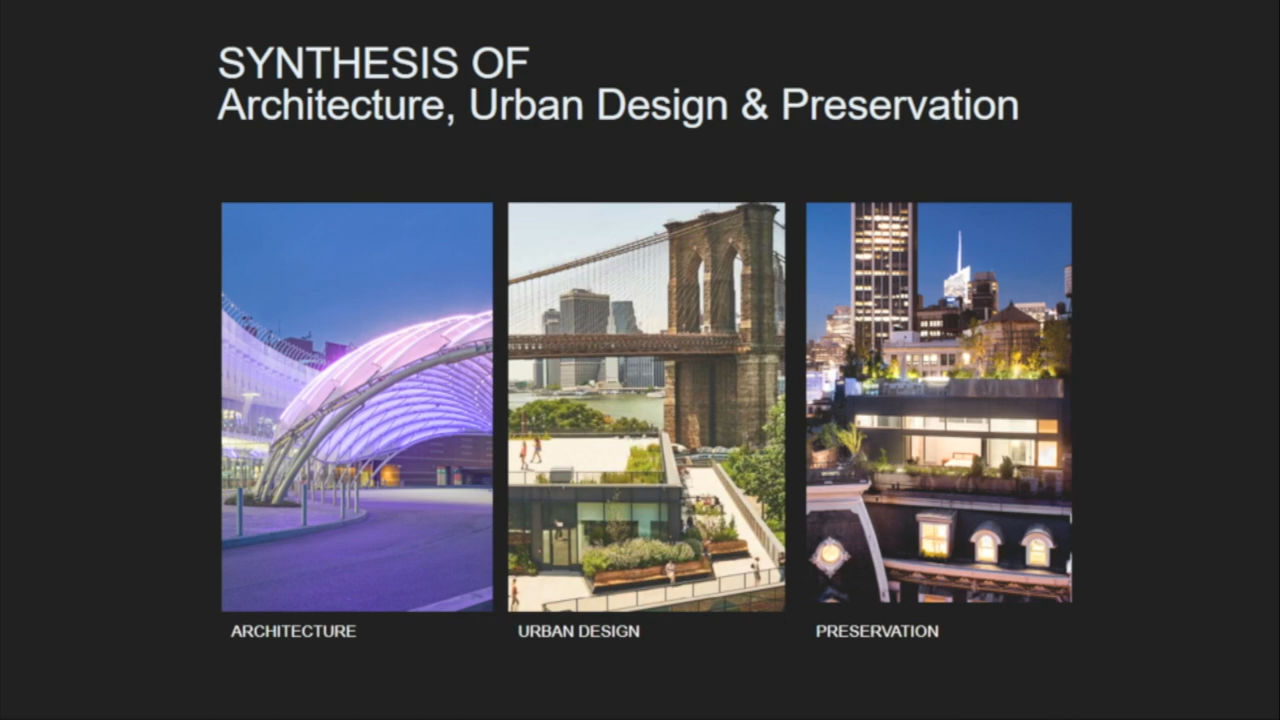 SYNTHESIS OF
Architecture, Urban Design & Preservation
ARCHITECTURE
URBAN DESIGN
PRESERVATION